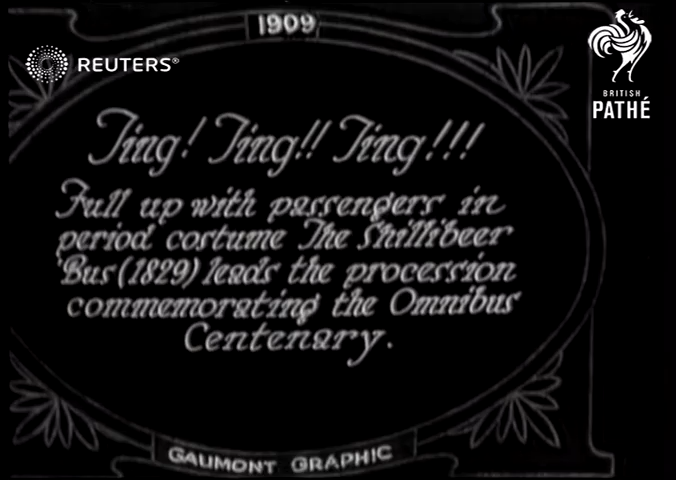 1909
REUTERS®
BRITISH
PATHÉ
Ting! Ting!! Ting!!!
Full up with passengers in
period costume The Shillibeer
'Bus (1829) leads the procession
commemorating the Omnibus
Centenary.
GAUMONT GRAPHIC